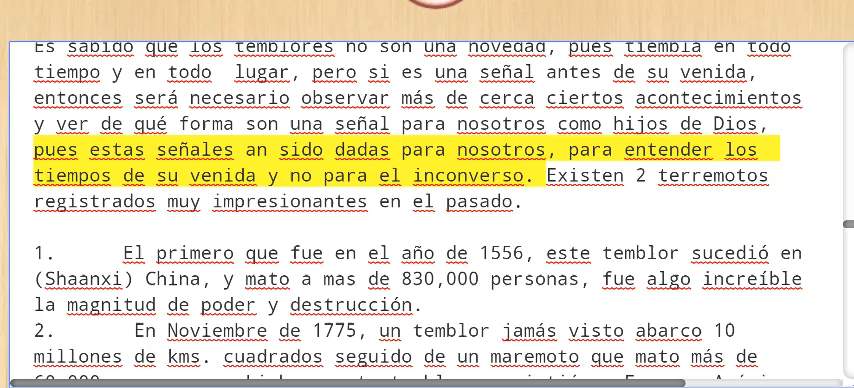 Es sabido que los temblores no son una novedad, pues tiembla en todo
tiempo y en todo lugar, pero si es una señal antes de su venida,
entonces será necesario observar más de cerca ciertos acontecimientos
y ver de qué forma son una señal para nosotros como hijos de Dios,
pues estas señales an sido dadas para nosotros, para entender los
tiempos de su venida y no para el inconverso. Existen 2 terremotos
registrados muy impresionantes en el pasado.
1. El primero que fue en el año de 1556, este temblor sucedió en
(Shaanxi) China, y mato a mas de 830,000 personas, fue algo increíble
la magnitud de poder y destrucción.
2. En Noviembre de 1775, un temblor jamás visto abarco 10
millones de kms. cuadrados seguido de un maremoto que mato más de